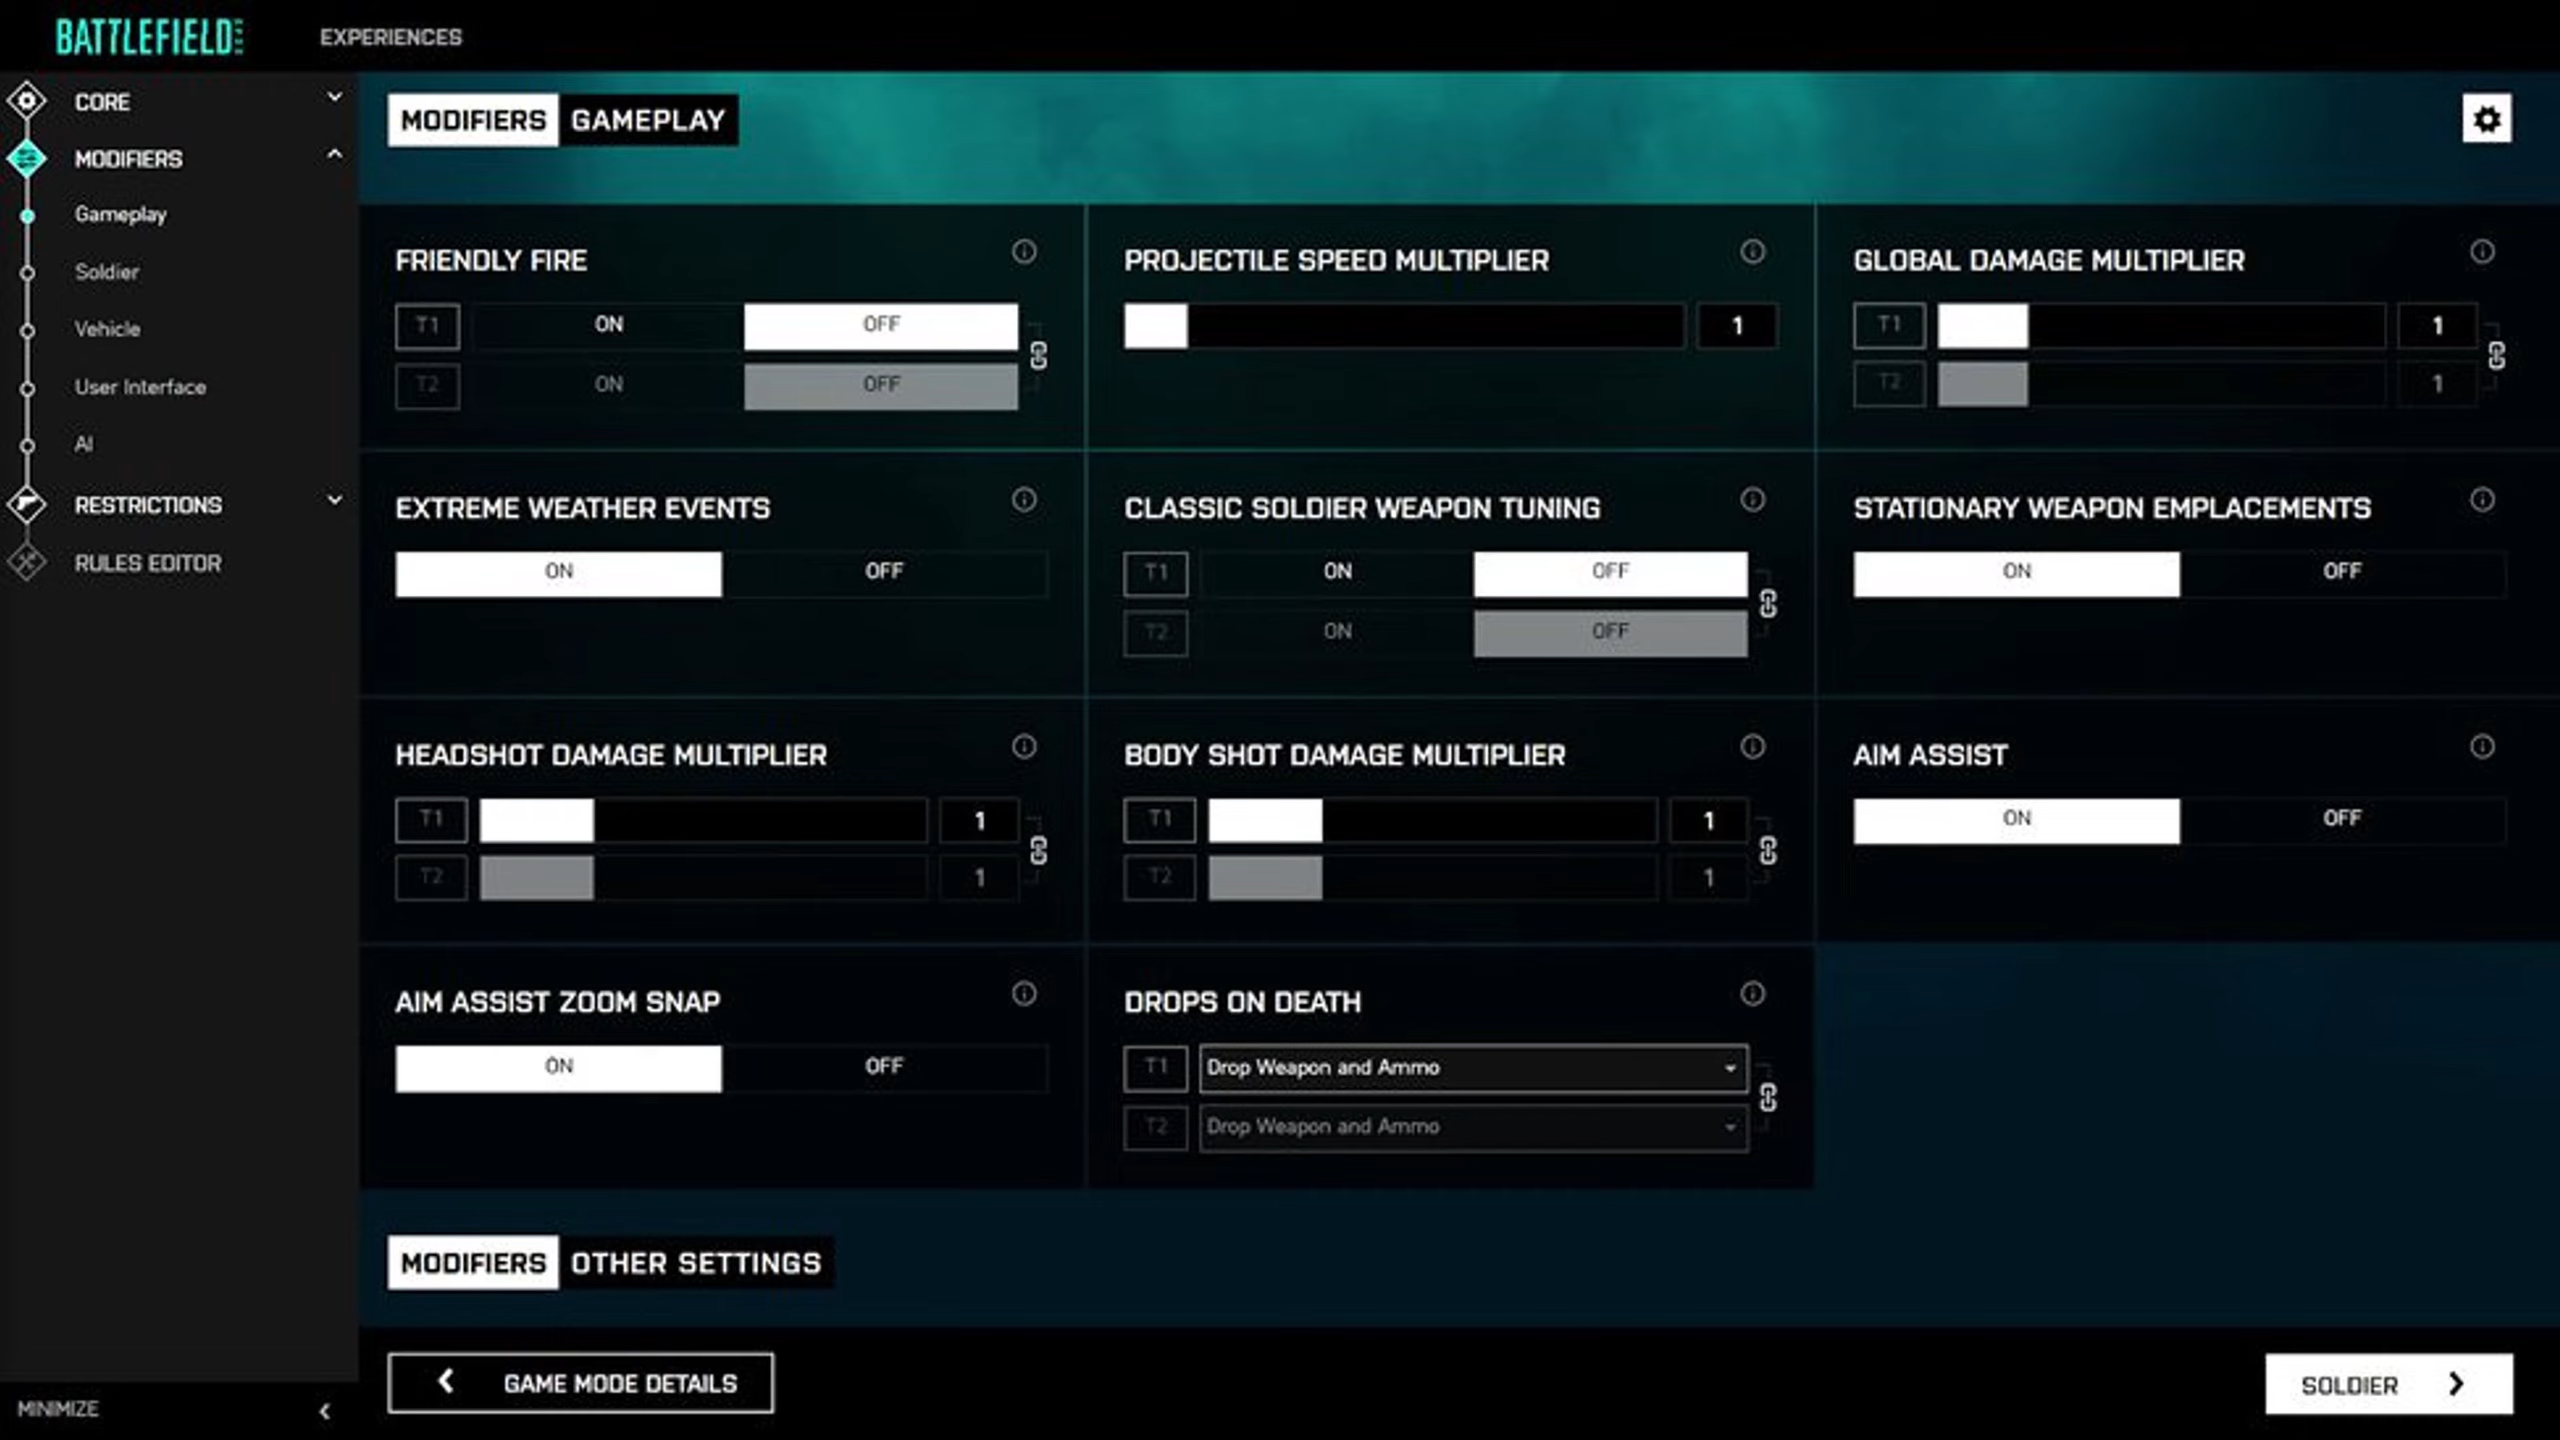 BATTLEFIELD
EXPERIENCES
CORE
MODIFIERS
Gameplay
Soldier
Vehicle
User Interface
AI
RESTRICTIONS
RULES EDITOR
MINIMIZE
MODIFIERS GAMEPLAY
FRIENDLY FIRE
T1 ON OFF
T2 ON OFF
PROJECTILE SPEED MULTIPLIER
1
GLOBAL DAMAGE MULTIPLIER
T1 1
T2 1
EXTREME WEATHER EVENTS
ON OFF
CLASSIC SOLDIER WEAPON TUNING
T1 ON OFF
T2 ON OFF
STATIONARY WEAPON EMPLACEMENTS
ON OFF
HEADSHOT DAMAGE MULTIPLIER
T1 1
T2 1
BODY SHOT DAMAGE MULTIPLIER
T1 1
T2 1
AIM ASSIST
ON OFF
AIM ASSIST ZOOM SNAP
ON OFF
DROPS ON DEATH
T1 Drop Weapon and Ammo
T2 Drop Weapon and Ammo
MODIFIERS OTHER SETTINGS
GAME MODE DETAILS
SOLDIER